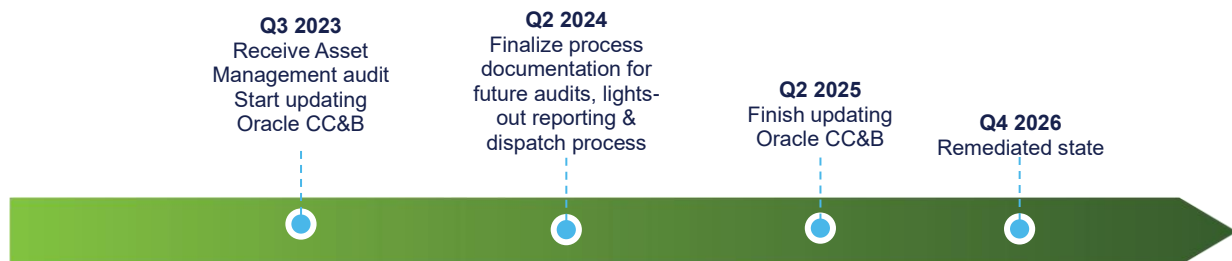 Q3 2023
Receive Asset
Management audit
Start updating
Oracle CC&B
Q2 2024
Finalize process
documentation for
future audits, lights-
out reporting &
dispatch process
Q2 2025
Finish updating
Oracle CC&B
Q4 2026
Remediated state